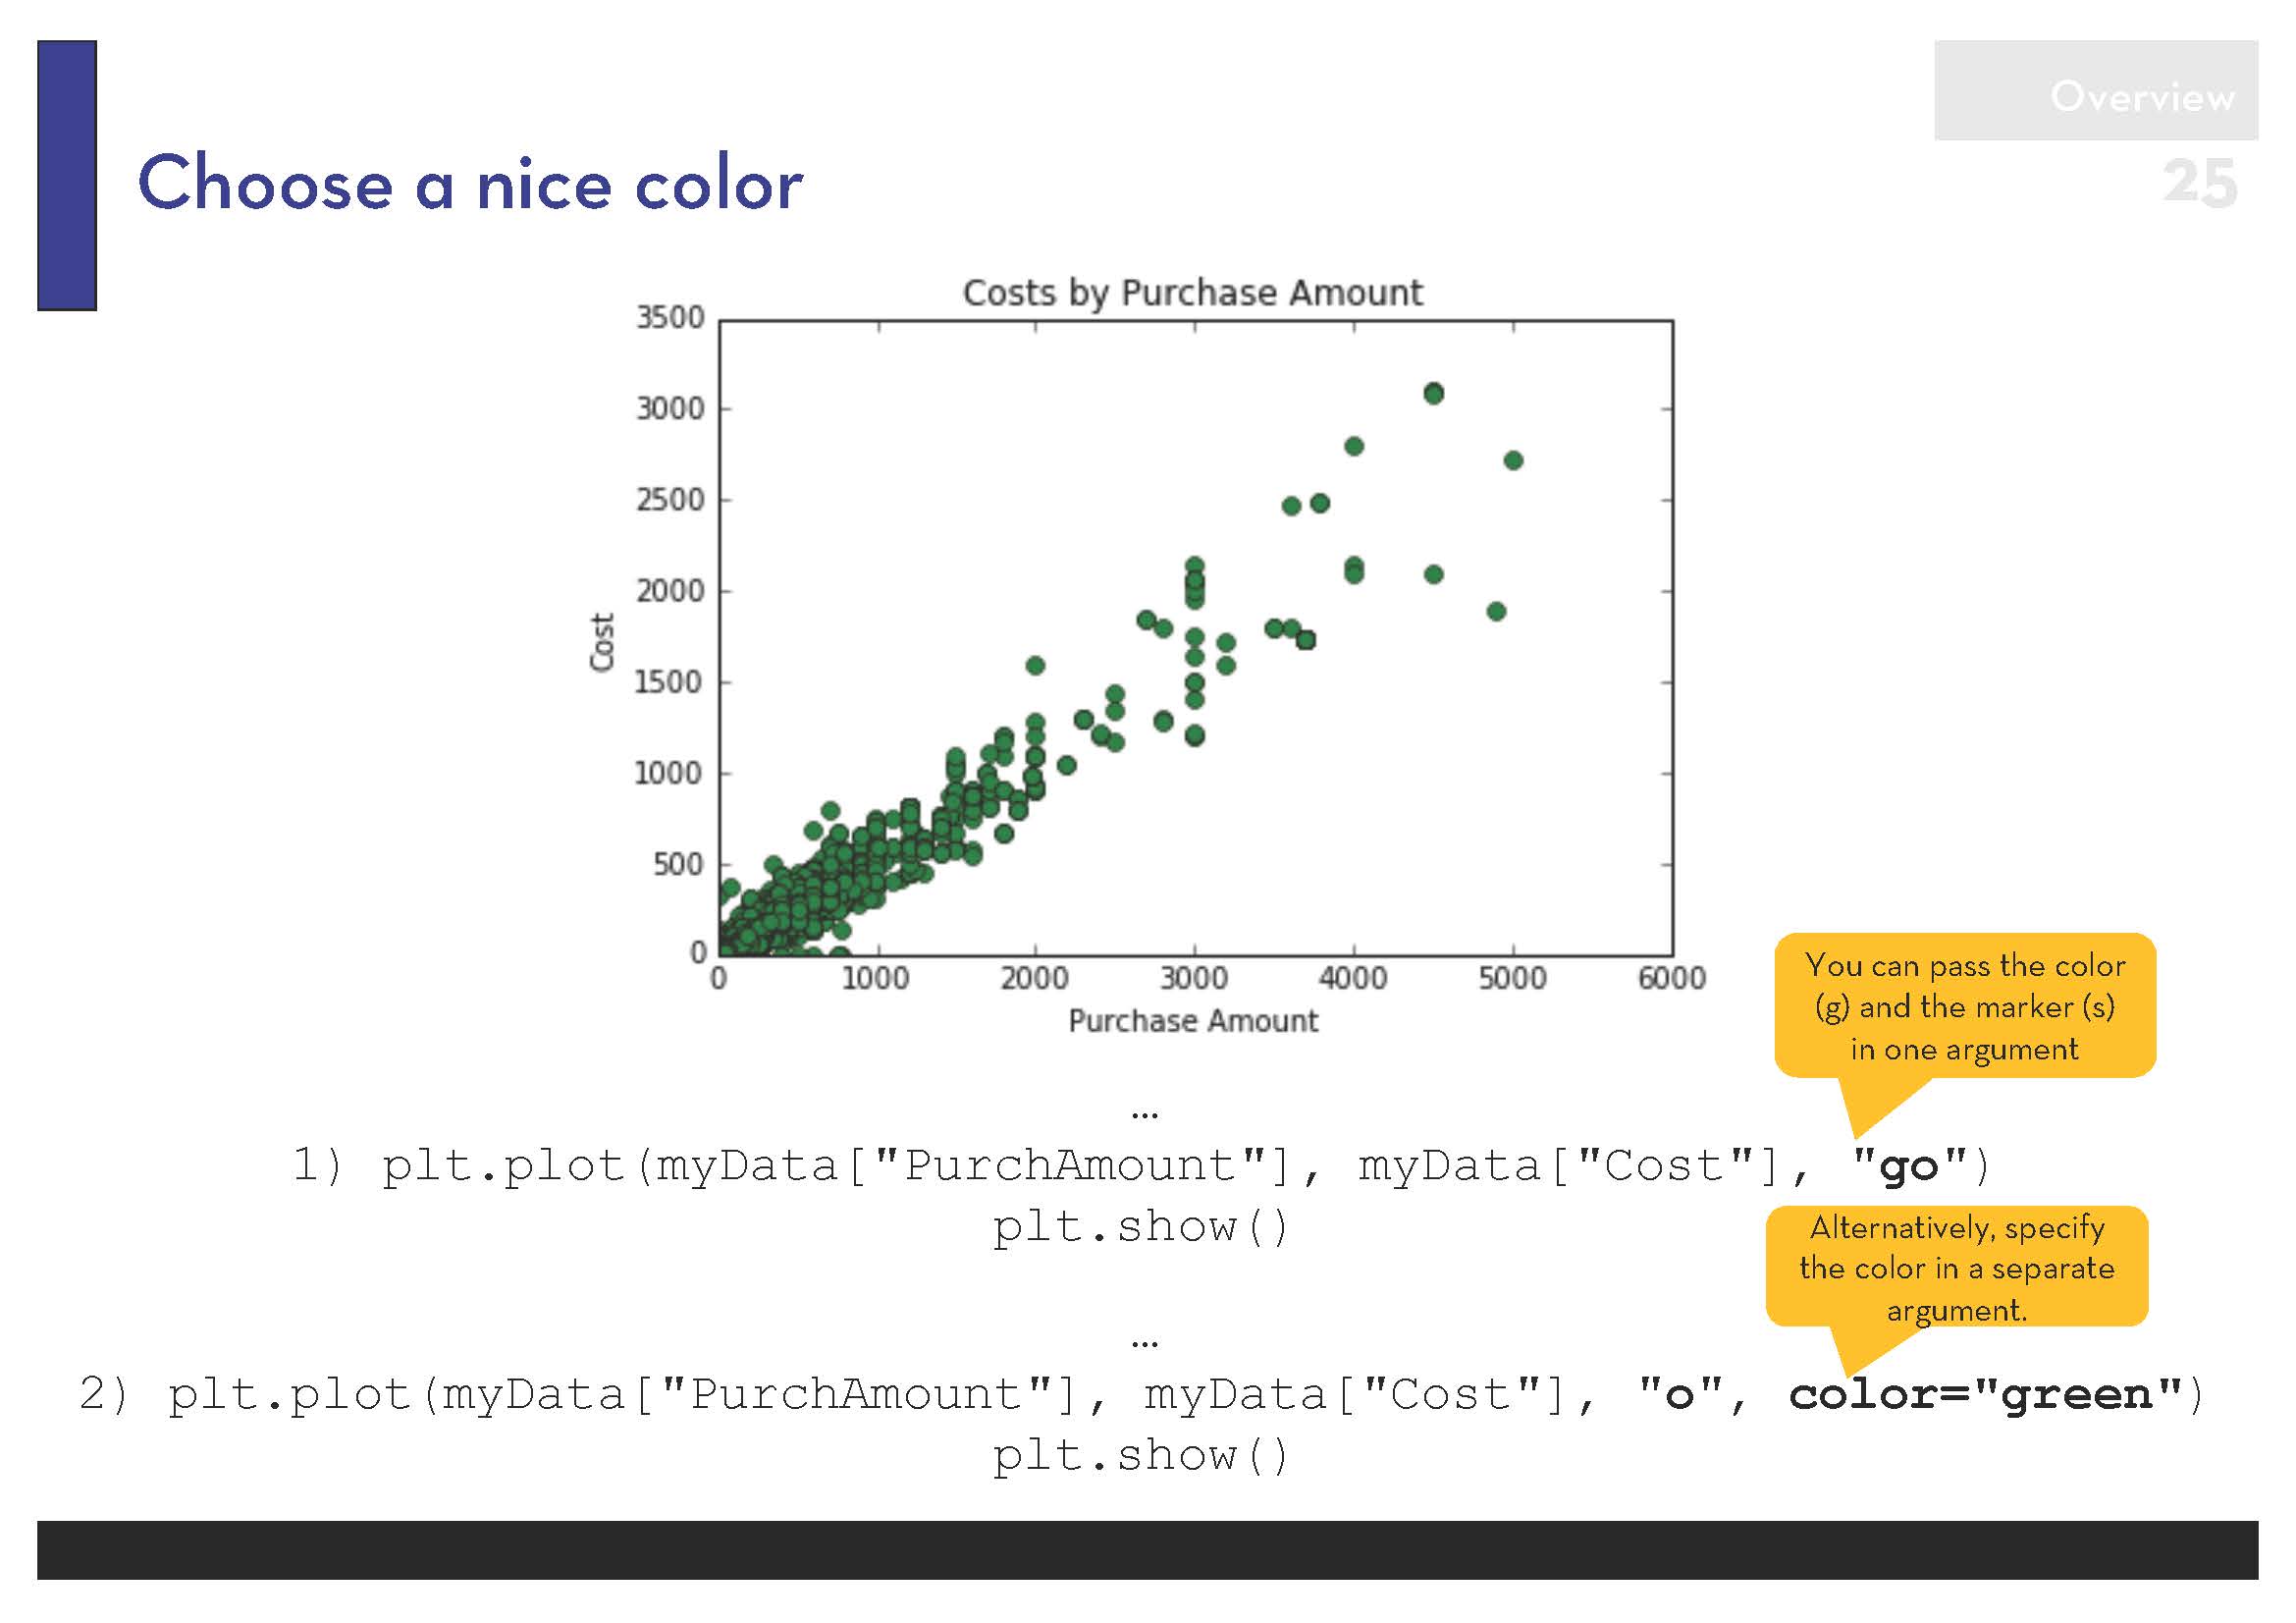 Overview
25
Choose a nice color
Costs by Purchase Amount
3500
3000
2500
2000
1500
1000
500
0
Cost
0 1000 2000 3000 4000 5000 6000
Purchase Amount
You can pass the color
(g) and the marker (s)
in one argument
…
1) plt.plot(myData["PurchAmount"], myData["Cost"], "go")
plt.show()
Alternatively, specify
the color in a separate
argument.
…
2) plt.plot(myData["PurchAmount"], myData["Cost"], "o", color="green")
plt.show()